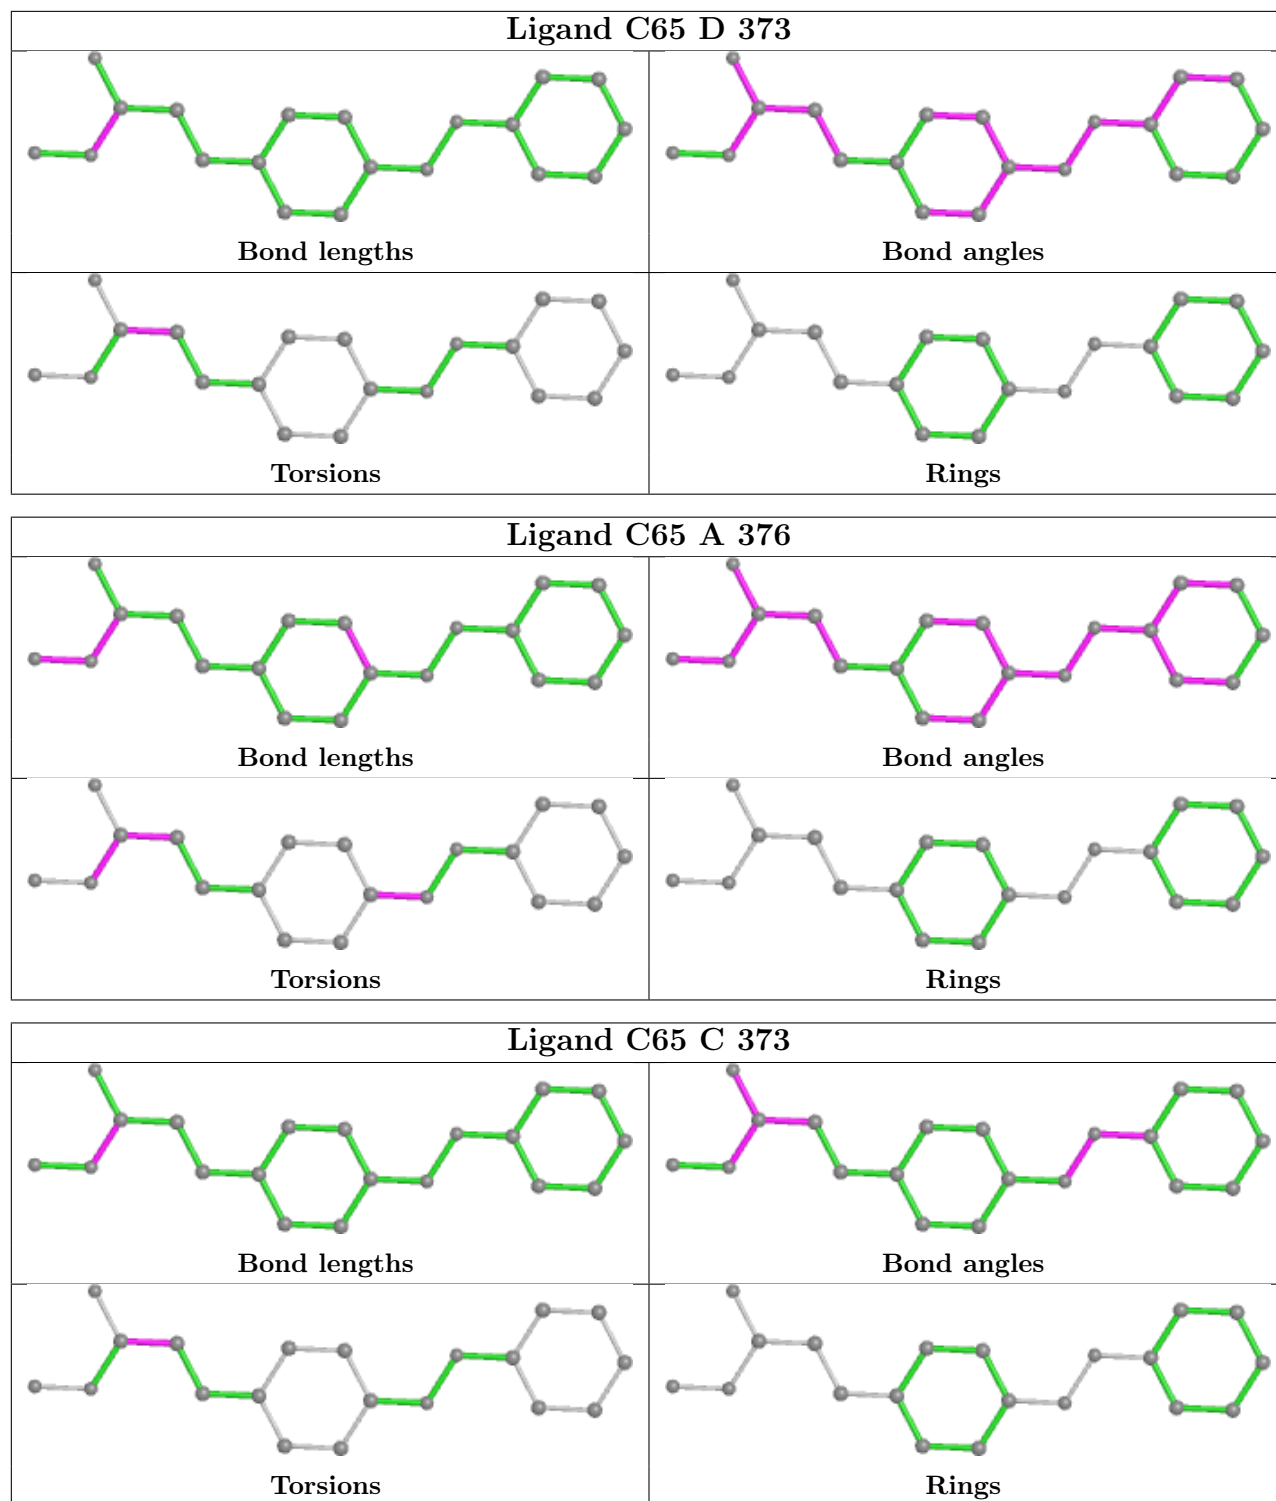 Ligand C65 D 373
Bond lengths
Bond angles
Torsions
Rings
Ligand C65 A 376
Bond lengths
Bond angles
Torsions
Rings
Ligand C65 C 373
Bond lengths
Bond angles
Torsions
Rings